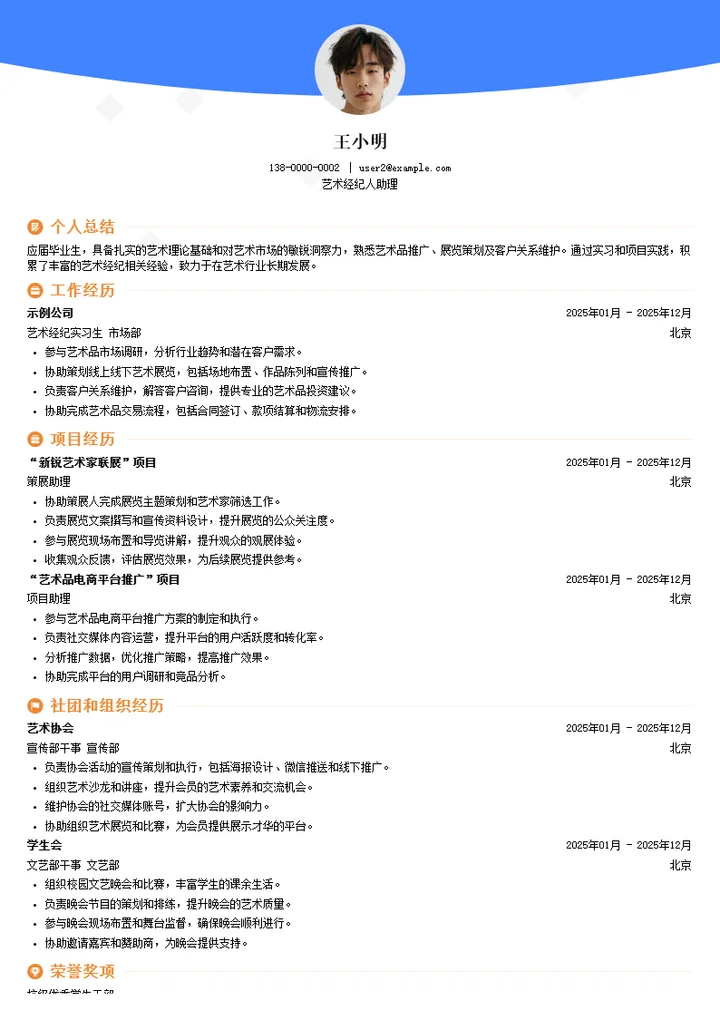 王小明
138-0000-0002 | user2@example.com
艺术经纪人助理
个人总结
应届毕业生，具备扎实的艺术理论基础和对艺术市场的敏锐洞察力，熟悉艺术品推广、展览策划及客户关系维护。通过实习和项目实践，积
累了丰富的艺术经纪相关经验，致力于在艺术行业长期发展。
工作经历
示例公司 2025年01月 - 2025年12月
艺术经纪实习生 市场部 北京
• 参与艺术品市场调研，分析行业趋势和潜在客户需求。
• 协助策划线上线下艺术展览，包括场地布置、作品陈列和宣传推广。
• 负责客户关系维护，解答客户咨询，提供专业的艺术品投资建议。
• 协助完成艺术品交易流程，包括合同签订、款项结算和物流安排。
项目经历
“新锐艺术家联展”项目 2025年01月 - 2025年12月
策展助理 北京
• 协助策展人完成展览主题策划和艺术家筛选工作。
• 负责展览文案撰写和宣传资料设计，提升展览的公众关注度。
• 参与展览现场布置和导览讲解，提升观众的观展体验。
• 收集观众反馈，评估展览效果，为后续展览提供参考。
“艺术品电商平台推广”项目 2025年01月 - 2025年12月
项目助理 北京
• 参与艺术品电商平台推广方案的制定和执行。
• 负责社交媒体内容运营，提升平台的用户活跃度和转化率。
• 分析推广数据，优化推广策略，提高推广效果。
• 协助完成平台的用户调研和竞品分析。
社团和组织经历
艺术协会 2025年01月 - 2025年12月
宣传部干事 宣传部 北京
• 负责协会活动的宣传策划和执行，包括海报设计、微信推送和线下推广。
• 组织艺术沙龙和讲座，提升会员的艺术素养和交流机会。
• 维护协会的社交媒体账号，扩大协会的影响力。
• 协助组织艺术展览和比赛，为会员提供展示才华的平台。
学生会 2025年01月 - 2025年12月
文艺部干事 文艺部 北京
• 组织校园文艺晚会和比赛，丰富学生的课余生活。
• 负责晚会节目的策划和排练，提升晚会的艺术质量。
• 参与晚会现场布置和舞台监督，确保晚会顺利进行。
• 协助邀请嘉宾和赞助商，为晚会提供支持。
荣誉奖项